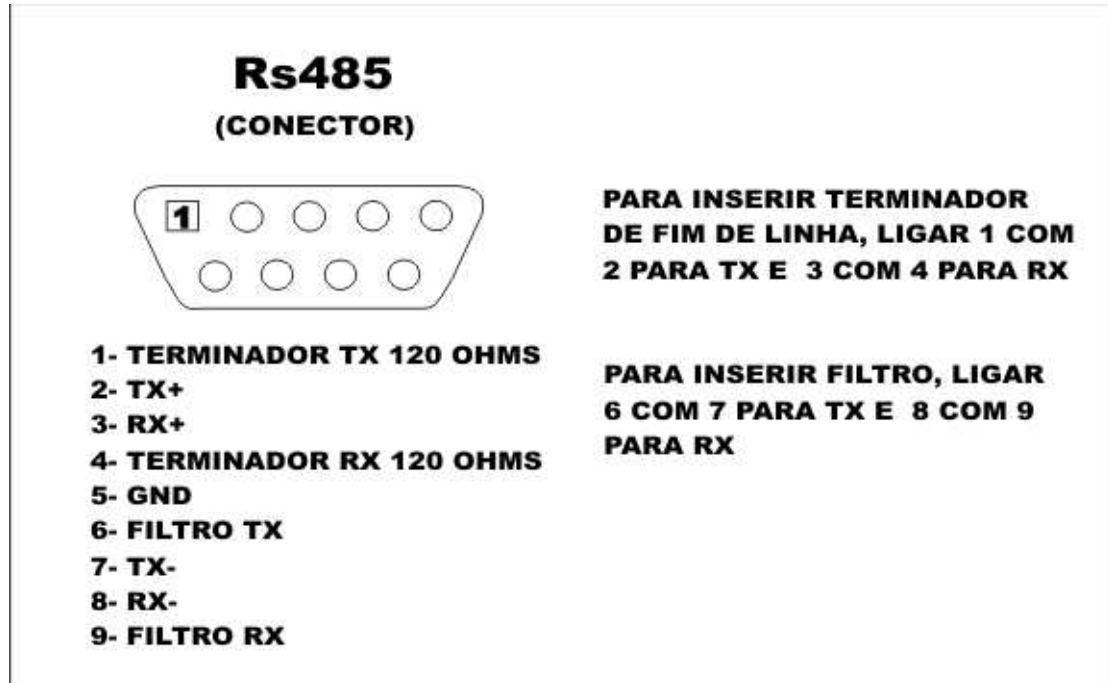 Rs485
(CONECTOR)
1
1- TERMINADOR TX 120 OHMS
2- TX+
3- RX+
4- TERMINADOR RX 120 OHMS
5- GND
6- FILTRO TX
7- TX-
8- RX-
9- FILTRO RX
PARA INSERIR TERMINADOR
DE FIM DE LINHA, LIGAR 1 COM
2 PARA TX E 3 COM 4 PARA RX
PARA INSERIR FILTRO, LIGAR
6 COM 7 PARA TX E 8 COM 9
PARA RX